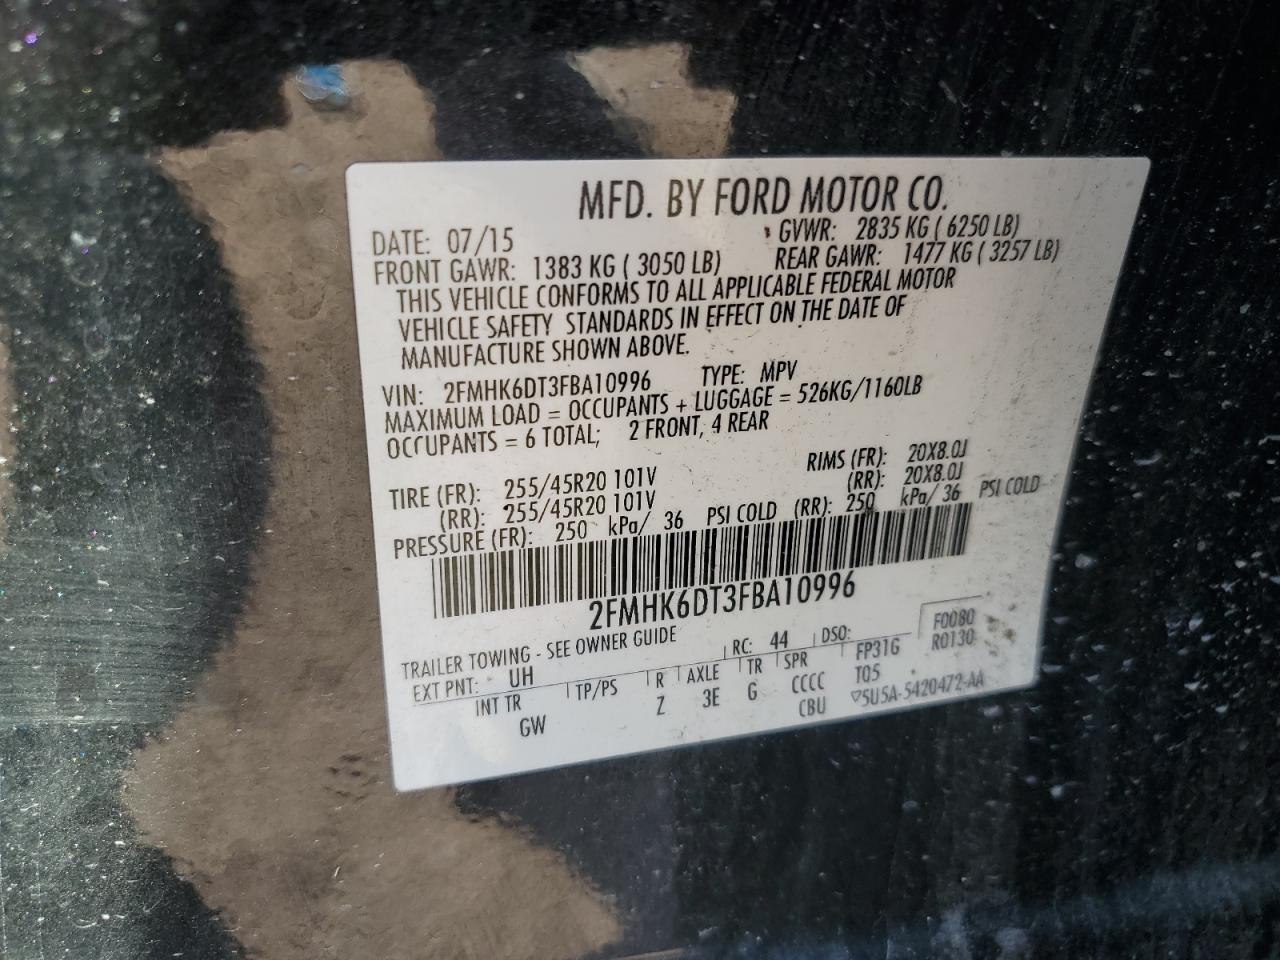 MFD. BY FORD MOTOR CO.
DATE: 07/15 GVWR: 2835 KG ( 6250 LB)
FRONT GAWR: 1383 KG ( 3050 LB) REAR GAWR: 1477 KG ( 3257 LB)
THIS VEHICLE CONFORMS TO ALL APPLICABLE FEDERAL MOTOR
VEHICLE SAFETY STANDARDS IN EFFECT ON THE DATE OF
MANUFACTURE SHOWN ABOVE.
VIN: 2FMHK6DT3FBA10996 TYPE: MPV
MAXIMUM LOAD = OCCUPANTS + LUGGAGE = 526KG/1160LB
OCCUPANTS = 6 TOTAL; 2 FRONT, 4 REAR
TIRE (FR): 255/45R20 101V RIMS (FR): 20X8.0J
(RR): 255/45R20 101V (RR): 20X8.0J
PRESSURE (FR): 250 kPa/ 36 PSI COLD (RR): 250 kPa/ 36 PSI COLD
2FMHK6DT3FBA10996
TRAILER TOWING - SEE OWNER GUIDE
F0080
EXT PNT: UH RC: 44 DSO: R0130
INT TR TP/PS R AXLE TR SPR FP31G
GW Z 3E G CCCC T05
CBU ▽5U5A-5420472-AA